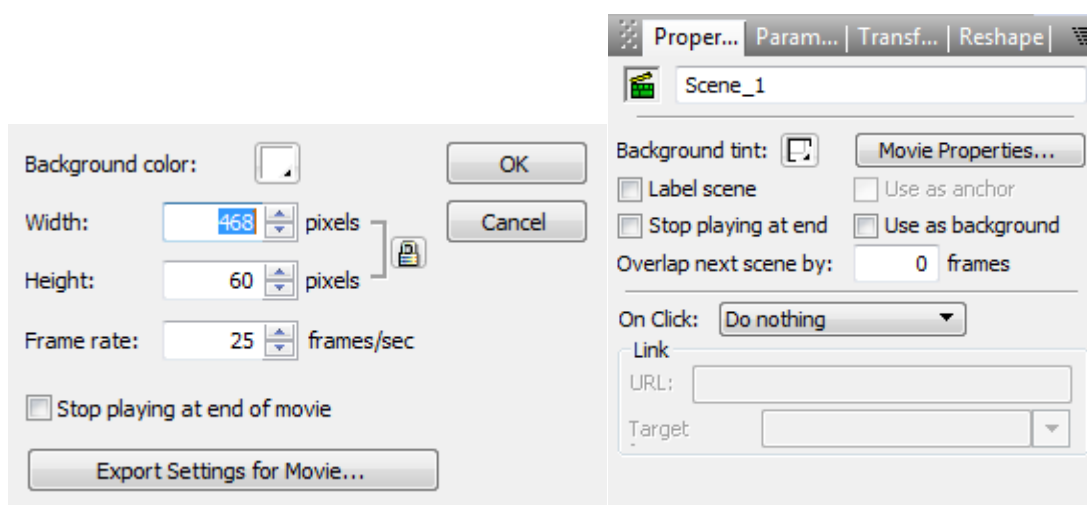 Background color:
OK
Width: 468 pixels
Cancel
Height: 60 pixels
Frame rate: 25 frames/sec
Stop playing at end of movie
Export Settings for Movie...
Proper... Param... | Transf... | Reshape |
Scene_1
Background tint: Movie Properties...
Label scene Use as anchor
Stop playing at end Use as background
Overlap next scene by: 0 frames
On Click: Do nothing
Link
URL:
Target